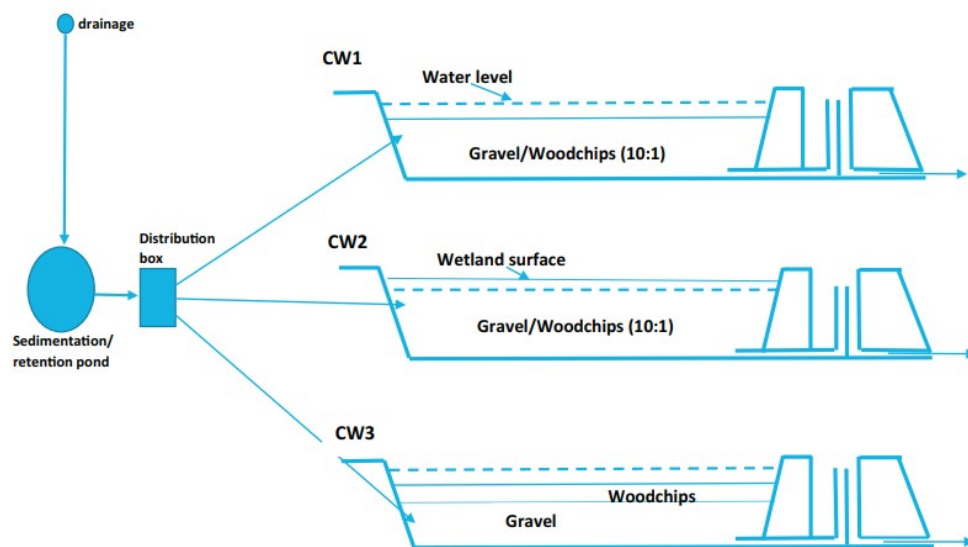 drainage
CW1
Water level
Gravel/Woodchips (10:1)
Distribution
box
CW2
Wetland surface
Gravel/Woodchips (10:1)
Sedimentation/
retention pond
CW3
Woodchips
Gravel